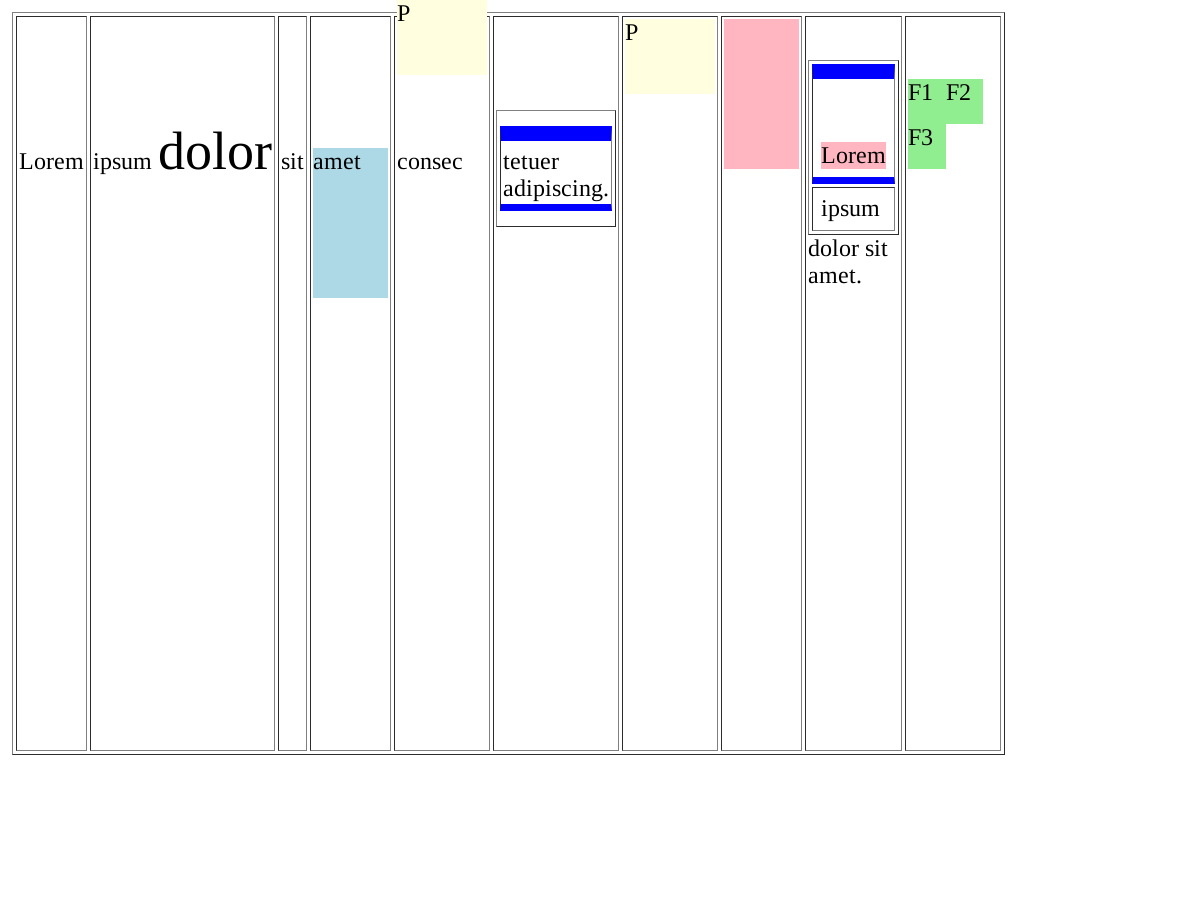 P
P
F1 F2
F3
Lorem ipsum dolor sit amet consec tetuer Lorem
adipiscing.
ipsum
dolor sit
amet.